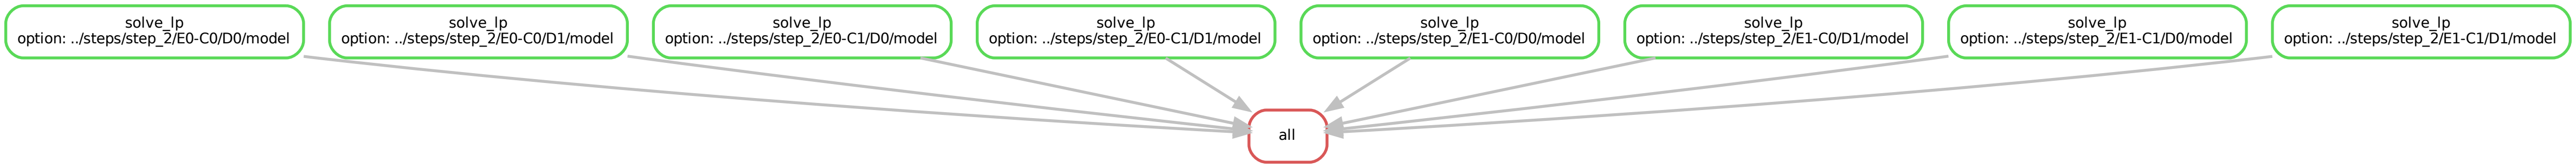 solve_lp
option: ../steps/step_2/E0-C0/D0/model
solve_lp
option: ../steps/step_2/E0-C0/D1/model
solve_lp
option: ../steps/step_2/E0-C1/D0/model
solve_lp
option: ../steps/step_2/E0-C1/D1/model
solve_lp
option: ../steps/step_2/E1-C0/D0/model
solve_lp
option: ../steps/step_2/E1-C0/D1/model
solve_lp
option: ../steps/step_2/E1-C1/D0/model
solve_lp
option: ../steps/step_2/E1-C1/D1/model
all